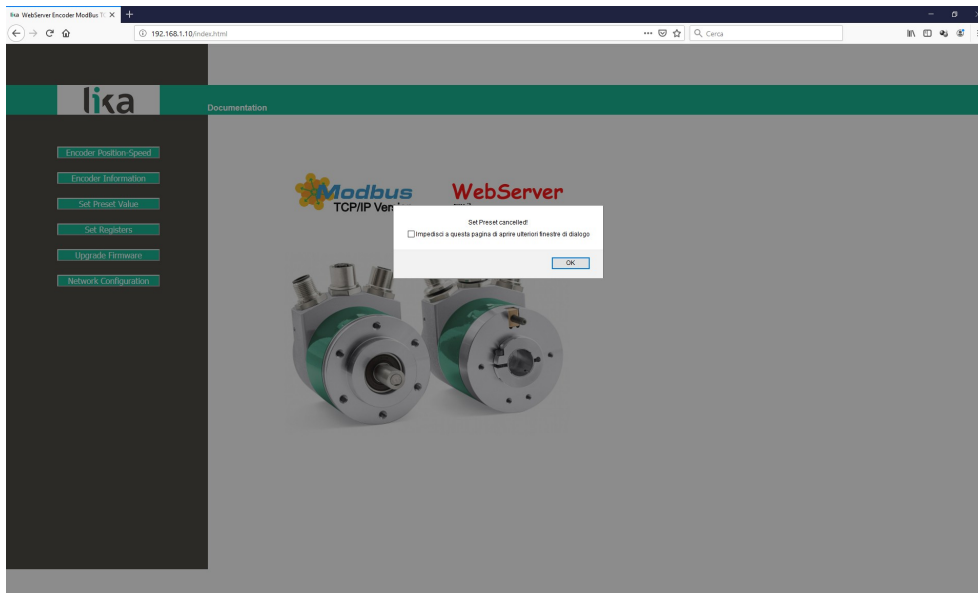 lika WebServer Encoder ModBus TC
192.168.1.10/index.html
Cerca
lika
Documentation
Encoder Position-Speed
Encoder Information
Set Preset Value
Set Registers
Upgrade Firmware
Network Configuration
Modbus
TCP/IP
WebServer
Set Preset cancelled!
Impedisci a questa pagina di aprire ulteriori finestre di dialogo
OK